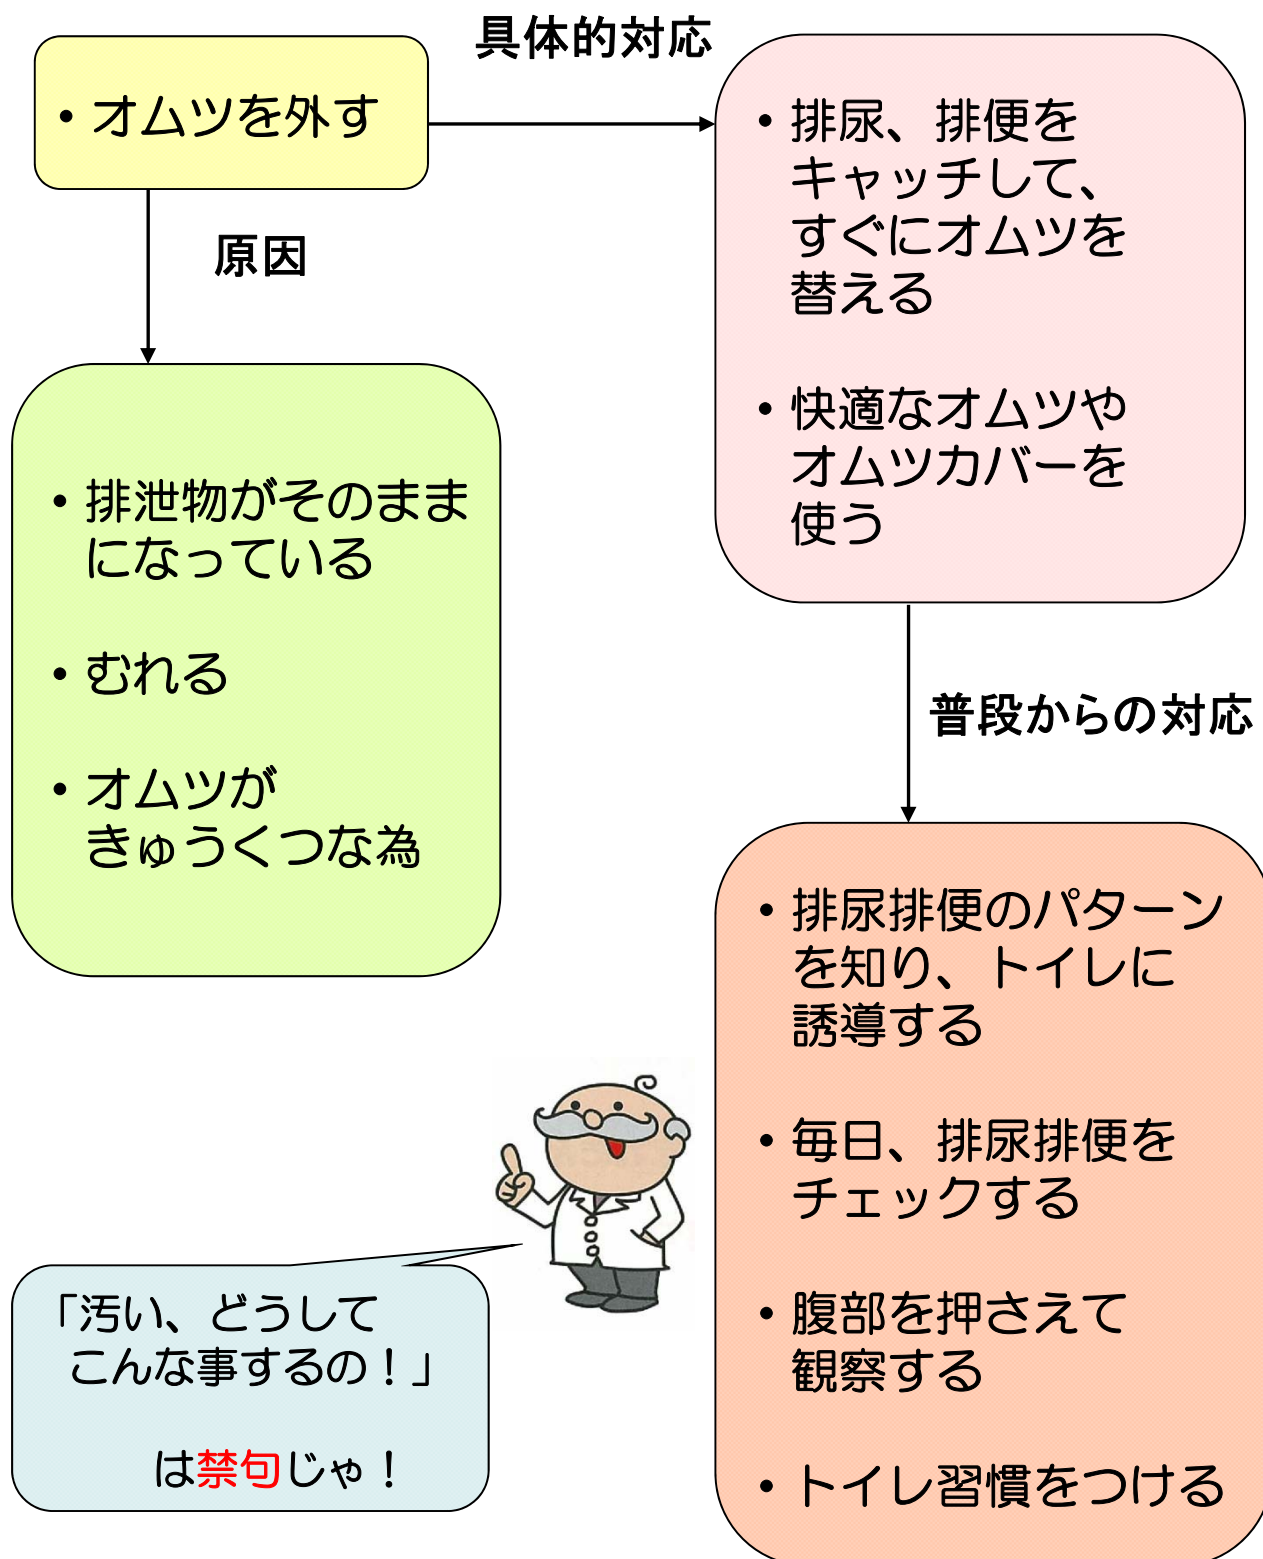 具体的対応
・オムツを外す
・排尿、排便を
キャッチして、
すぐにオムツを
替える
・快適なオムツや
オムツカバーを
使う
原因
・排泄物がそのまま
になっている
・むれる
・オムツが
きゅうくつな為
普段からの対応
・排尿排便のパターン
を知り、トイレに
誘導する
・毎日、排尿排便を
チェックする
・腹部を押さえて
観察する
・トイレ習慣をつける
「汚い、どうして
こんな事するの！」
は禁句じゃ！